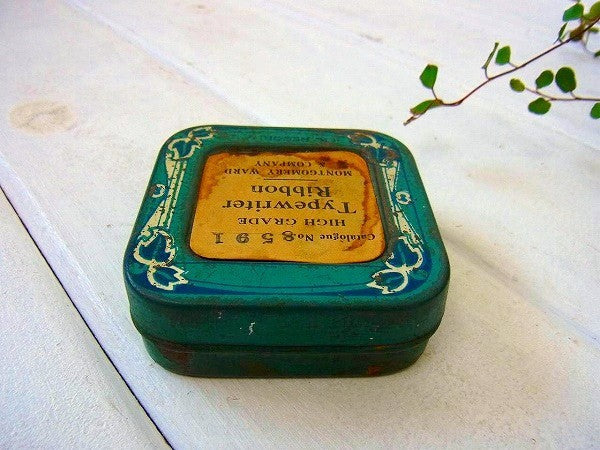 Catalogue No. 8591
HIGH GRADE
Typewriter
Ribbon
MONTGOMERY WARD
& COMPANY